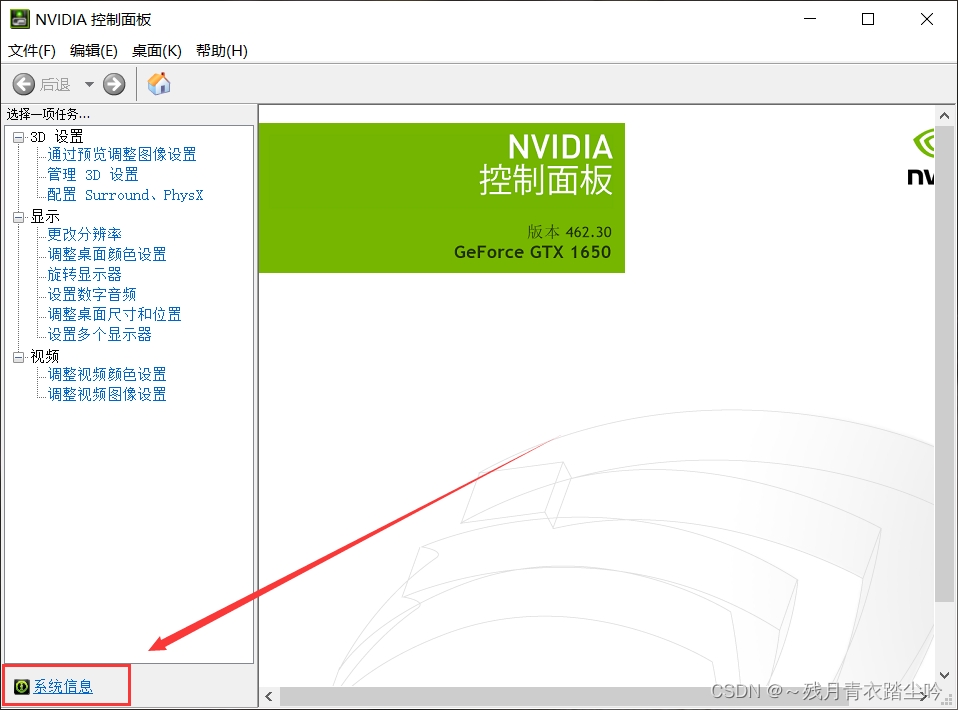 NVIDIA 控制面板
文件(F) 编辑(E) 桌面(K) 帮助(H)
后退
选择一项任务...
3D 设置
通过预览调整图像设置
管理 3D 设置
配置 Surround、PhysX
显示
更改分辨率
调整桌面颜色设置
旋转显示器
设置数字音频
调整桌面尺寸和位置
设置多个显示器
视频
调整视频颜色设置
调整视频图像设置
系统信息
NVIDIA
控制面板
版本 462.30
GeForce GTX 1650
nv
CSDN @~残月青衣踏尘吟